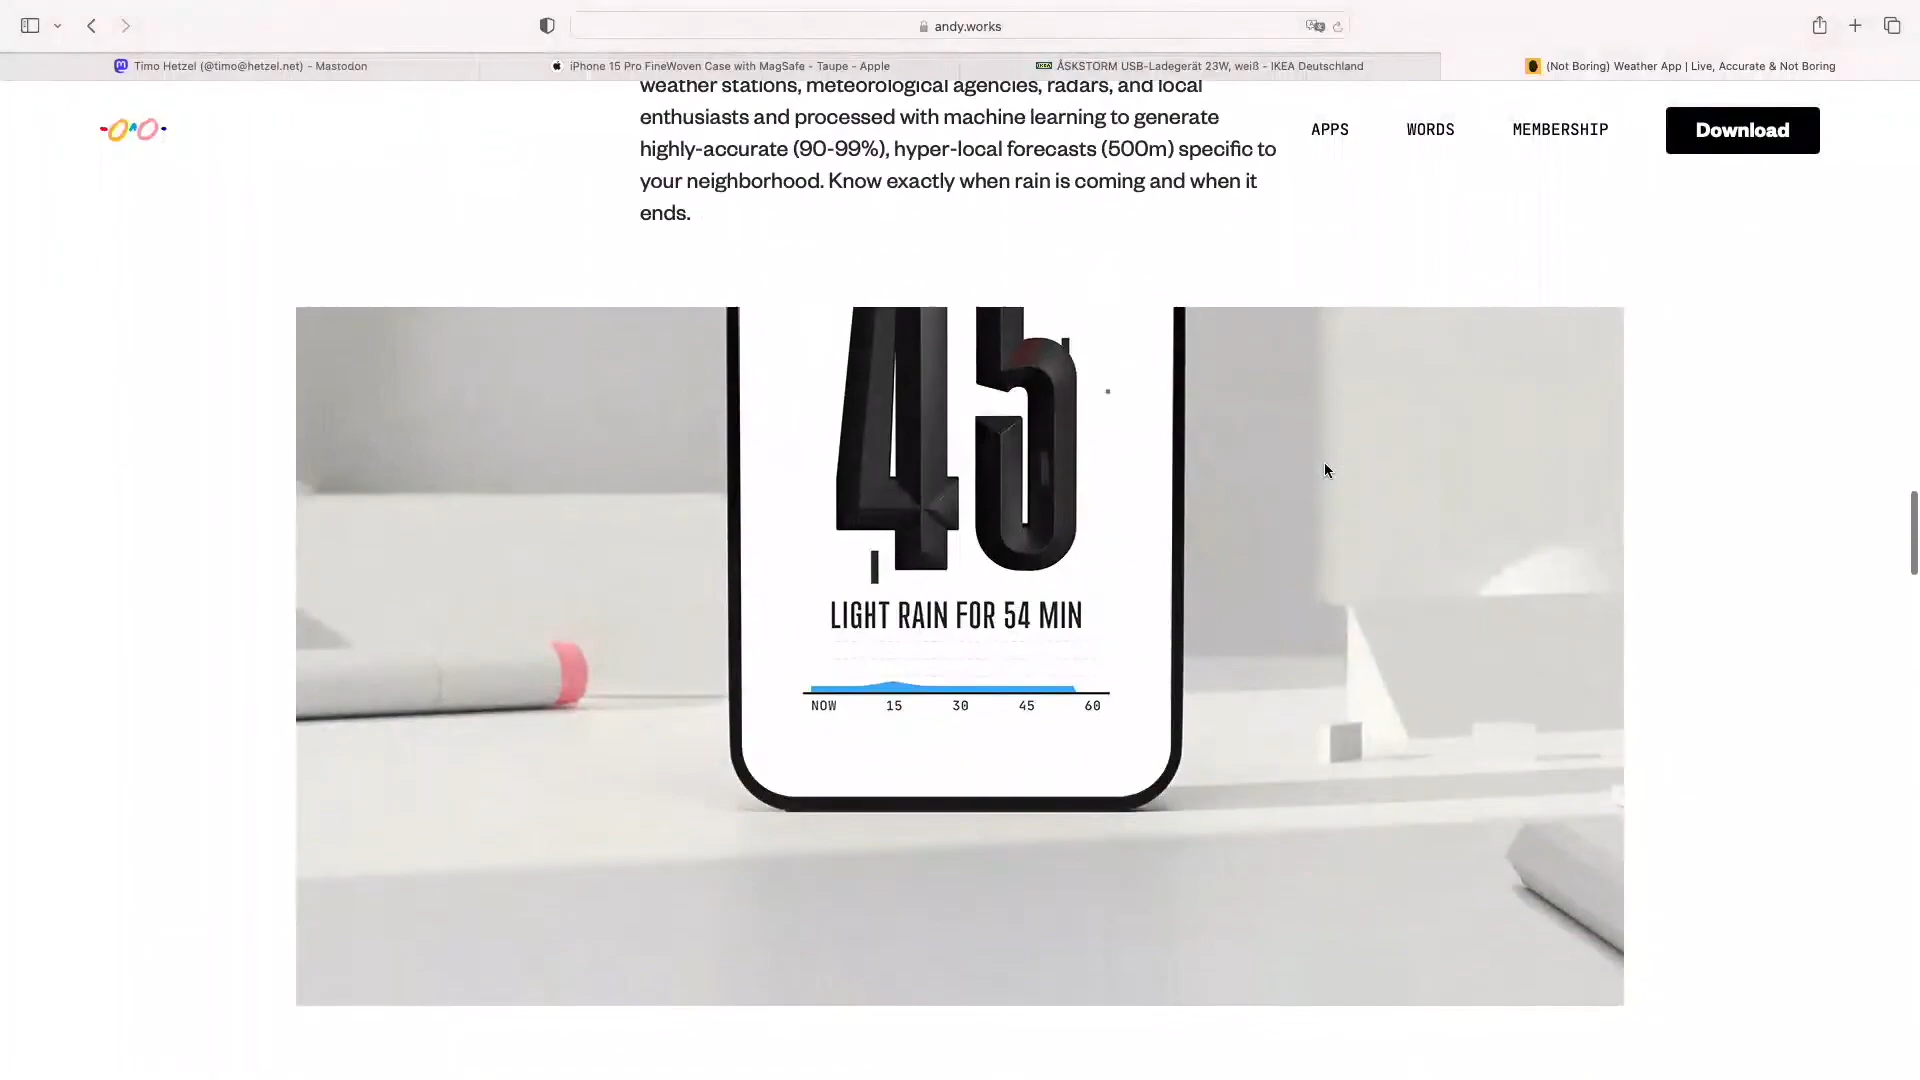 andy.works
Timo Hetzel (@timo@hetzel.net) - Mastodon
iPhone 15 Pro FineWoven Case with MagSafe - Taupe - Apple
ÅSKSTORM USB-Ladegerät 23W, weiß - IKEA Deutschland
(Not Boring) Weather App | Live, Accurate & Not Boring
weather stations, meteorological agencies, radars, and local
enthusiasts and processed with machine learning to generate
highly-accurate (90-99%), hyper-local forecasts (500m) specific to
your neighborhood. Know exactly when rain is coming and when it
ends.
APPS
WORDS
MEMBERSHIP
Download
45
LIGHT RAIN FOR 54 MIN
NOW 15 30 45 60